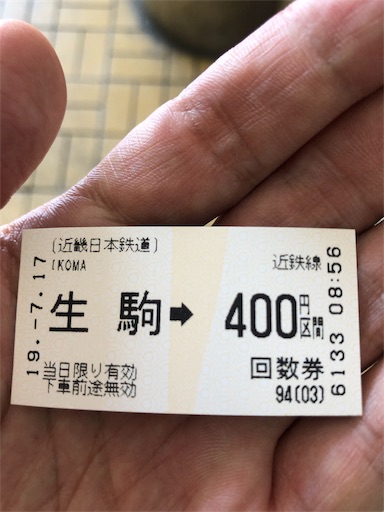 (近畿日本鉄道)
IKOMA
近鉄線
生駒➡400円区間
当日限り有効
下車前途無効
回数券
94(03)
19.-7.17
6133 08:56